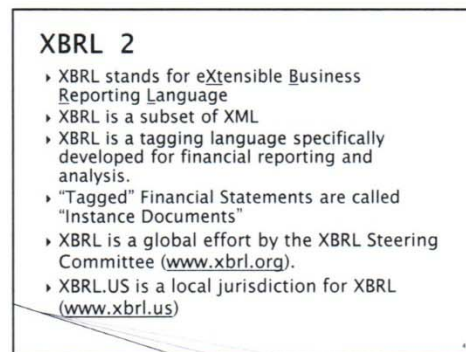 XBRL 2
XBRL stands for eXtensible Business
Reporting Language
XBRL is a subset of XML
XBRL is a tagging language specifically
developed for financial reporting and
analysis.
“Tagged” Financial Statements are called
“Instance Documents”
XBRL is a global effort by the XBRL Steering
Committee (www.xbrl.org).
XBRL.US is a local jurisdiction for XBRL
(www.xbrl.us)